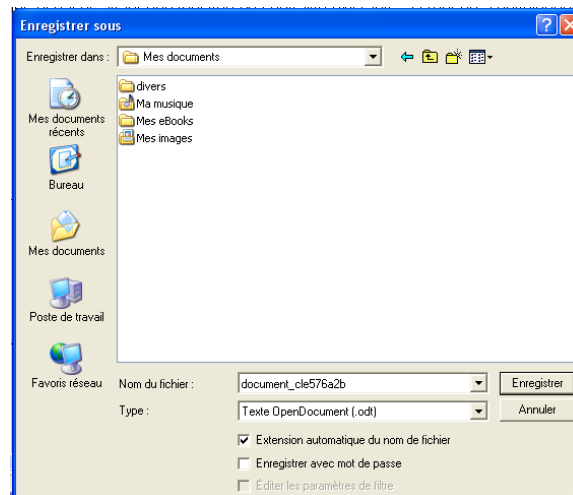 Enregistrer sous
Enregistrer dans :
Mes documents
divers
Ma musique
Mes eBooks
Mes images
Mes documents
récents
Bureau
Mes documents
Poste de travail
Favoris réseau
Nom du fichier :
document_cle576a2b
Enregistrer
Type :
Texte OpenDocument (.odt)
Annuler
Extension automatique du nom de fichier
Enregistrer avec mot de passe
Éditer les paramètres de filtre